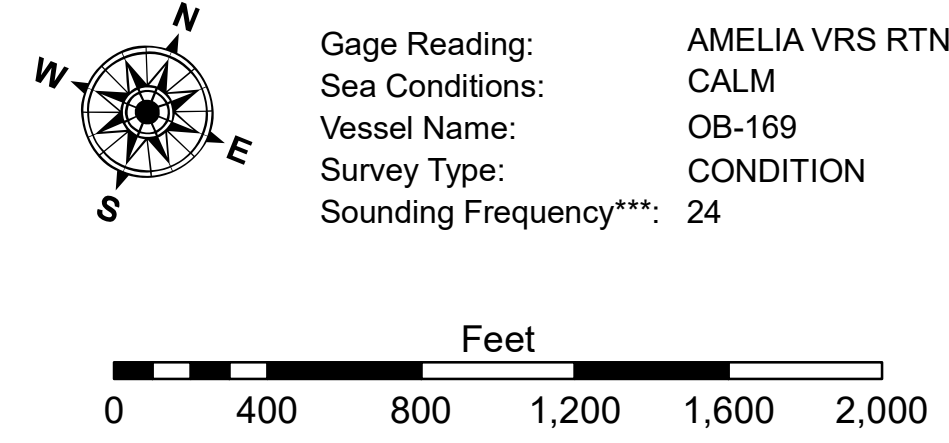 N
W
E
S
Gage Reading: AMELIA VRS RTN
Sea Conditions: CALM
Vessel Name: OB-169
Survey Type: CONDITION
Sounding Frequency***: 24
Feet
0 400 800 1,200 1,600 2,000